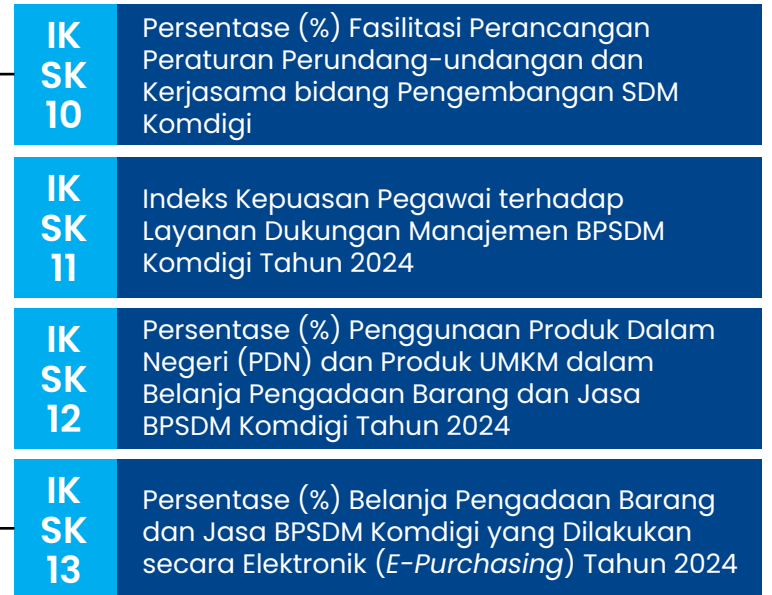 IK
SK
10
Persentase (%) Fasilitasi Perancangan
Peraturan Perundang-undangan dan
Kerjasama bidang Pengembangan SDM
Komdigi
IK
SK
11
Indeks Kepuasan Pegawai terhadap
Layanan Dukungan Manajemen BPSDM
Komdigi Tahun 2024
IK
SK
12
Persentase (%) Penggunaan Produk Dalam
Negeri (PDN) dan Produk UMKM dalam
Belanja Pengadaan Barang dan Jasa
BPSDM Komdigi Tahun 2024
IK
SK
13
Persentase (%) Belanja Pengadaan Barang
dan Jasa BPSDM Komdigi yang Dilakukan
secara Elektronik (E-Purchasing) Tahun 2024